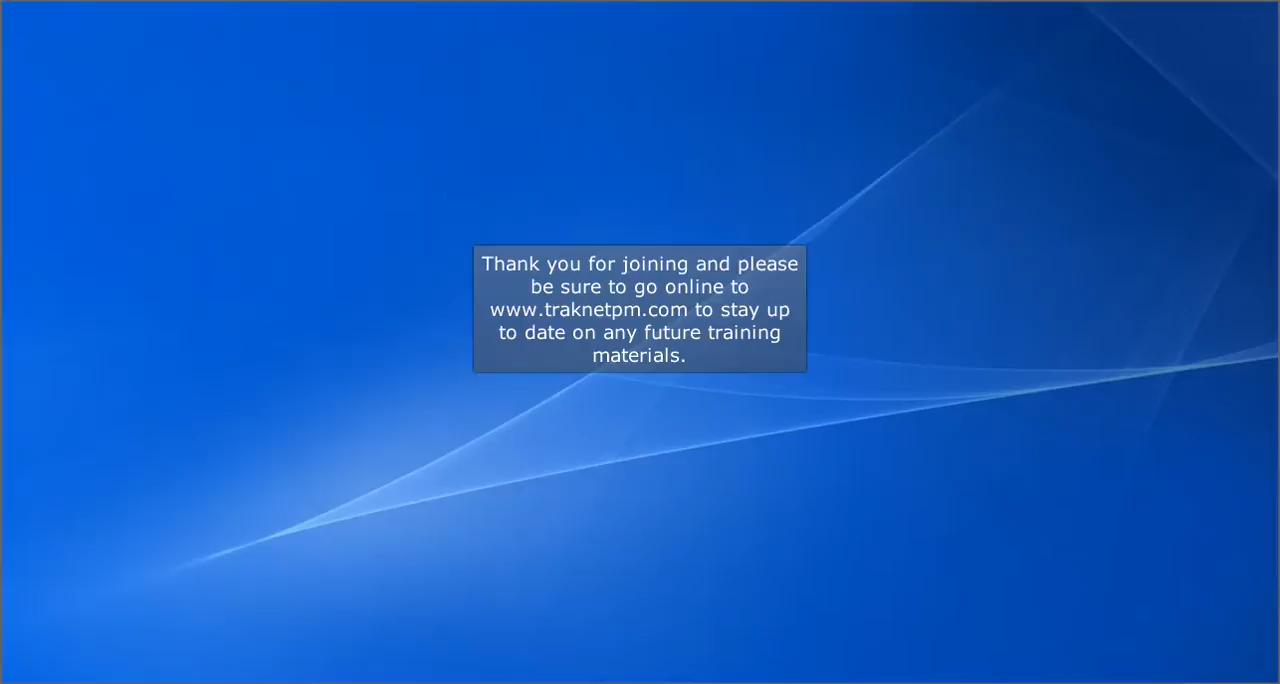 Thank you for joining and please
be sure to go online to
www.traknetpm.com to stay up
to date on any future training
materials.